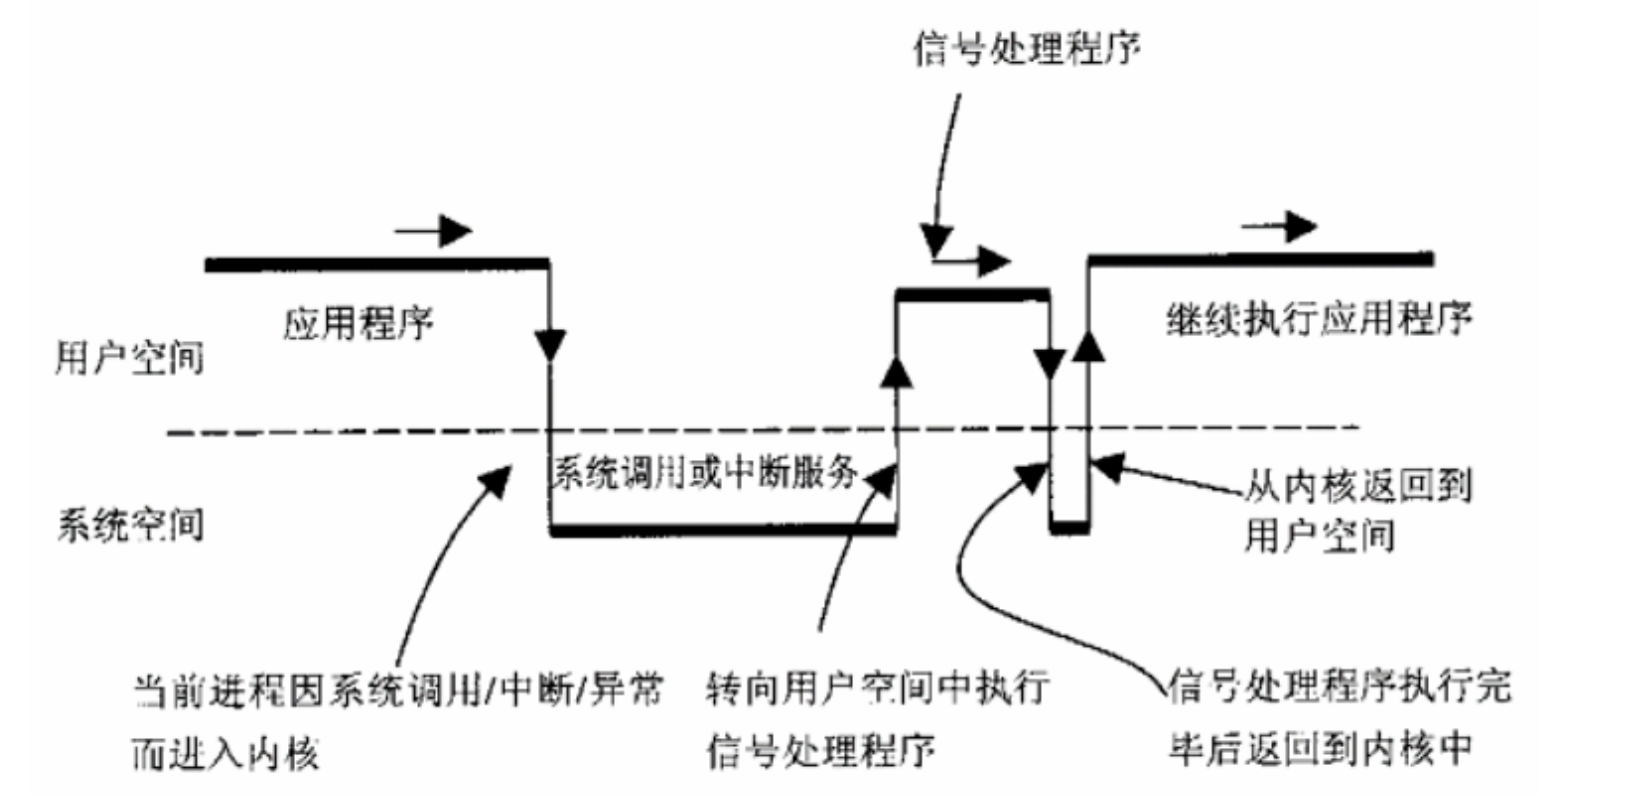 信号处理程序
应用程序
继续执行应用程序
用户空间
系统调用或中断服务
系统空间
从内核返回到
用户空间
当前进程因系统调用/中断/异常
而进入内核
转向用户空间中执行
信号处理程序
信号处理程序执行完
毕后返回到内核中